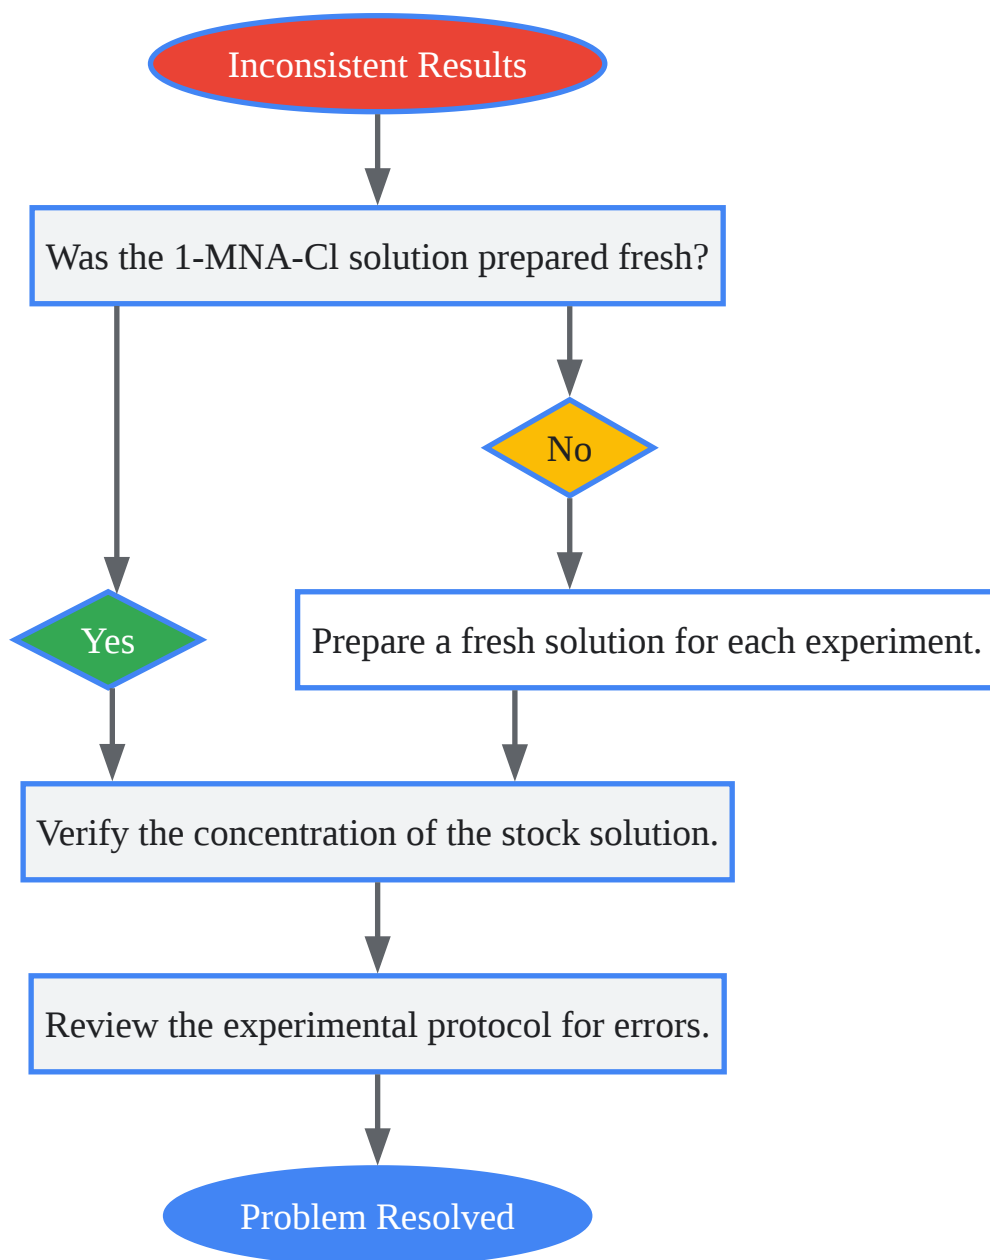 Inconsistent Results
Was the 1-MNA-Cl solution prepared fresh?
No
Yes
Prepare a fresh solution for each experiment.
Verify the concentration of the stock solution.
Review the experimental protocol for errors.
Problem Resolved